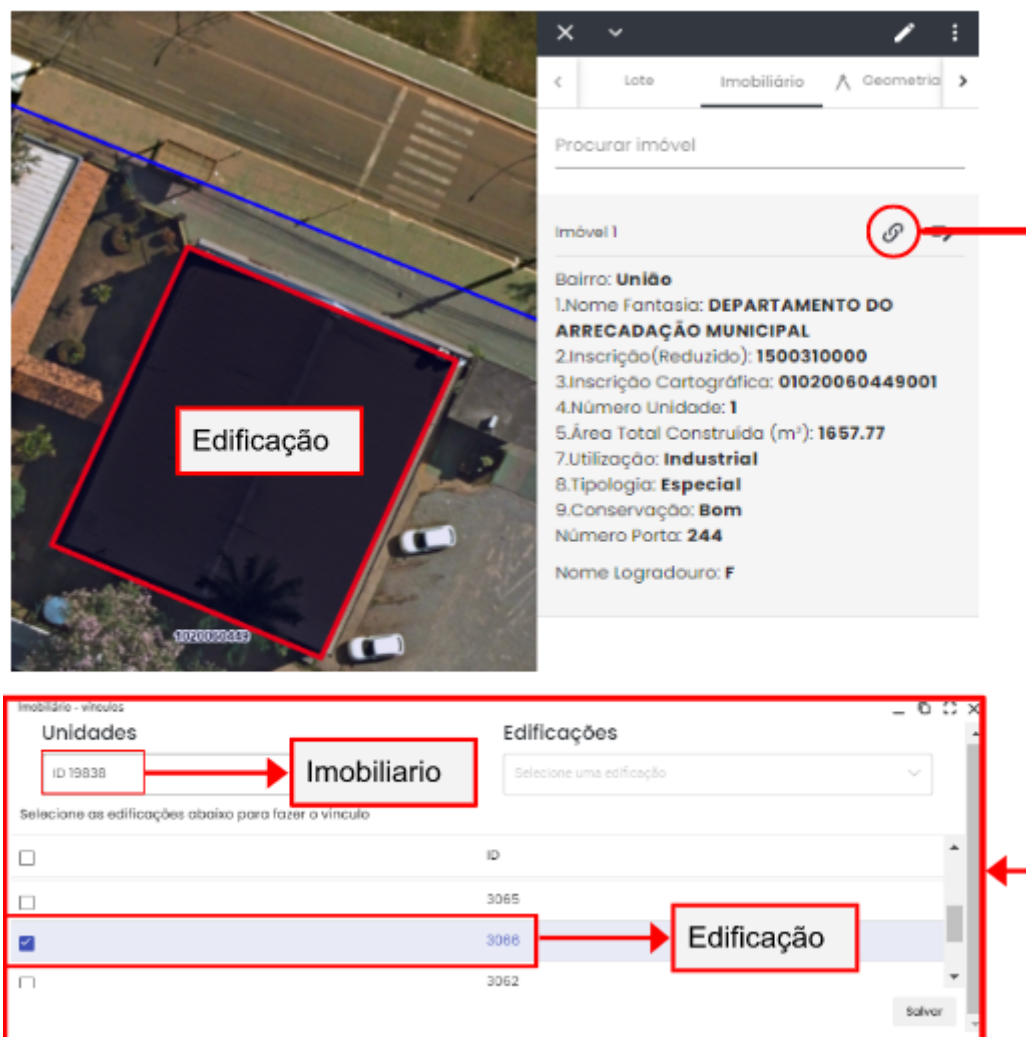 Lote Imobiliário Geometria
Procurar imóvel
Imóvel 1
Bairro: União
1.Nome Fantasia: DEPARTAMENTO DO
ARRECADAÇÃO MUNICIPAL
2.Inscrição(Reduzido): 1500310000
3.Inscrição Cartográfica: 01020060449001
4.Número Unidade: 1
5.Área Total Construida (m²): 1657.77
7.Utilização: Industrial
8.Tipologia: Especial
9.Conservação: Bom
Número Porta: 244
Nome Logradouro: F
Edificação
1020060449
Imobiliário - vínculos
Unidades Edificações
ID 19838 Imobiliario Selecione uma edificação
Selecione as edificações abaixo para fazer o vínculo
ID
3065
3066 Edificação
3062
Salvar